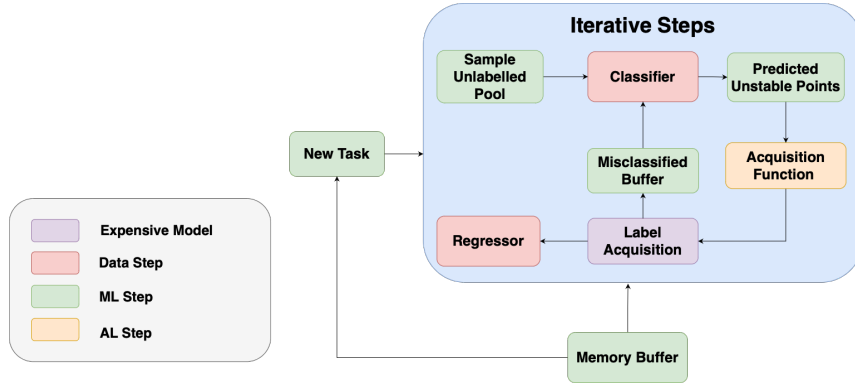 Iterative Steps
Sample
Unlabelled
Pool
Classifier
Predicted
Unstable Points
New Task
Misclassified
Buffer
Acquisition
Function
Regressor
Label
Acquisition
Expensive Model
Data Step
ML Step
AL Step
Memory Buffer